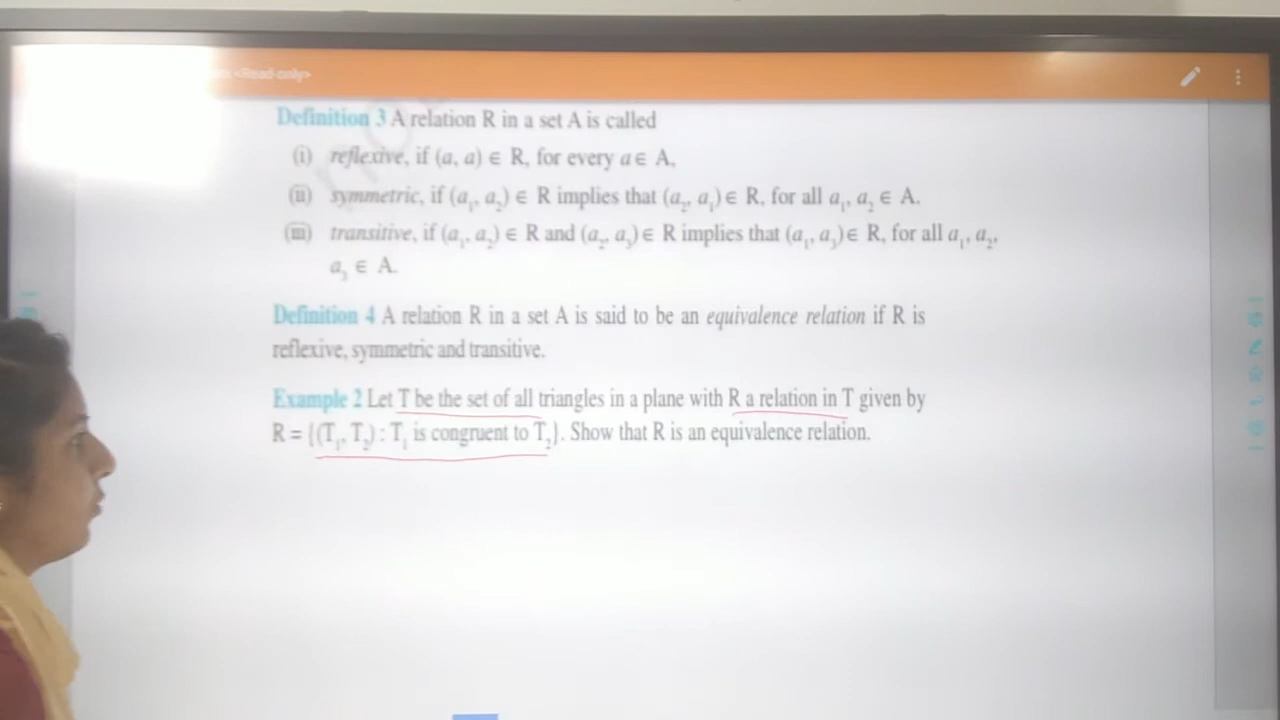 <Read-only>
Definition 3 A relation R in a set A is called
(i) reflexive, if (a, a) ∈ R, for every a ∈ A,
(ii) symmetric, if (a₁, a₂) ∈ R implies that (a₂, a₁) ∈ R, for all a₁, a₂ ∈ A.
(iii) transitive, if (a₁, a₂) ∈ R and (a₂, a₃) ∈ R implies that (a₁, a₃) ∈ R, for all a₁, a₂,
a₃ ∈ A.
Definition 4 A relation R in a set A is said to be an equivalence relation if R is
reflexive, symmetric and transitive.
Example 2 Let T be the set of all triangles in a plane with R a relation in T given by
R = {(T₁, T₂) : T₁ is congruent to T₂}. Show that R is an equivalence relation.